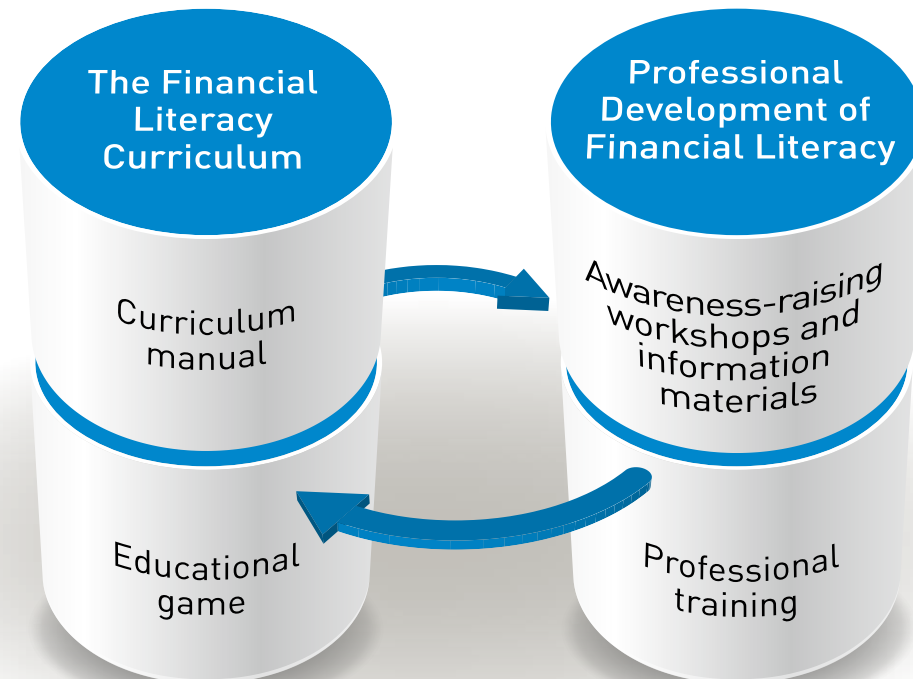 The Financial
Literacy
Curriculum
Curriculum
manual
Educational
game
Professional
Development of
Financial Literacy
Awareness-raising
workshops and
information
materials
Professional
training